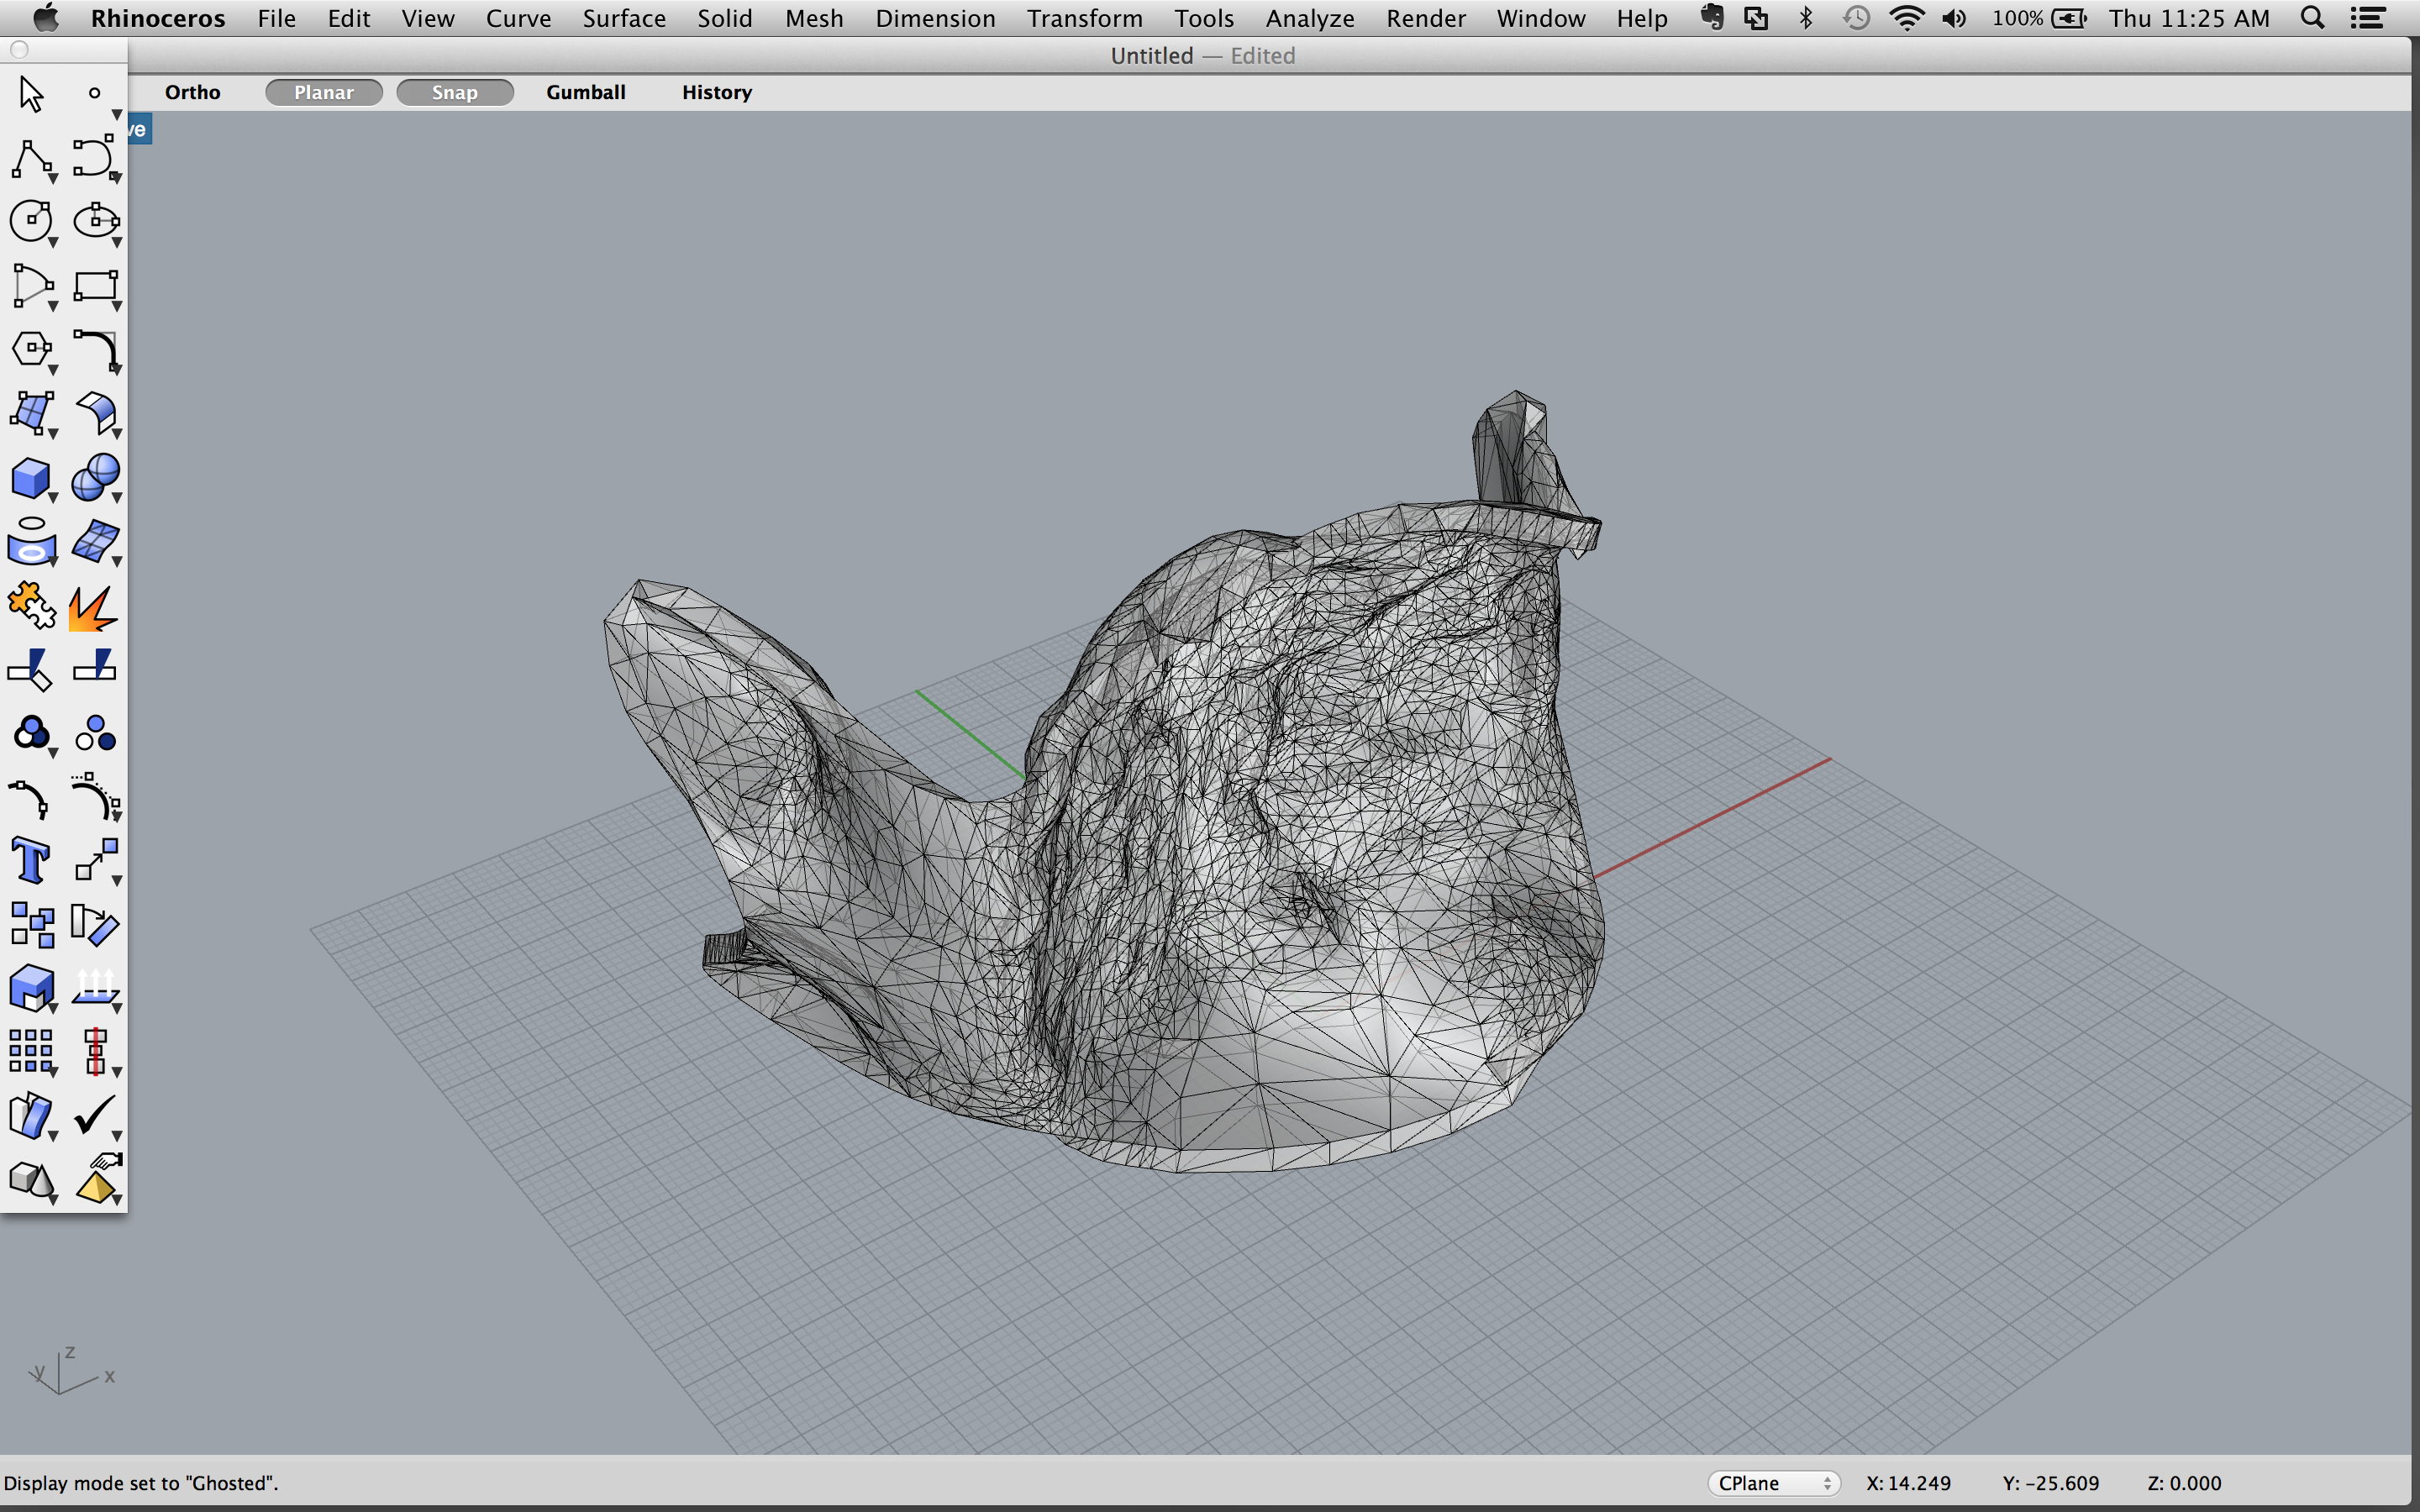 Rhinoceros File Edit View Curve Surface Solid Mesh Dimension Transform Tools Analyze Render Window Help 100% Thu 11:25 AM
Untitled — Edited
Ortho Planar Snap Gumball History
ve
z
y x
Display mode set to "Ghosted". CPlane X: 14.249 Y: -25.609 Z: 0.000